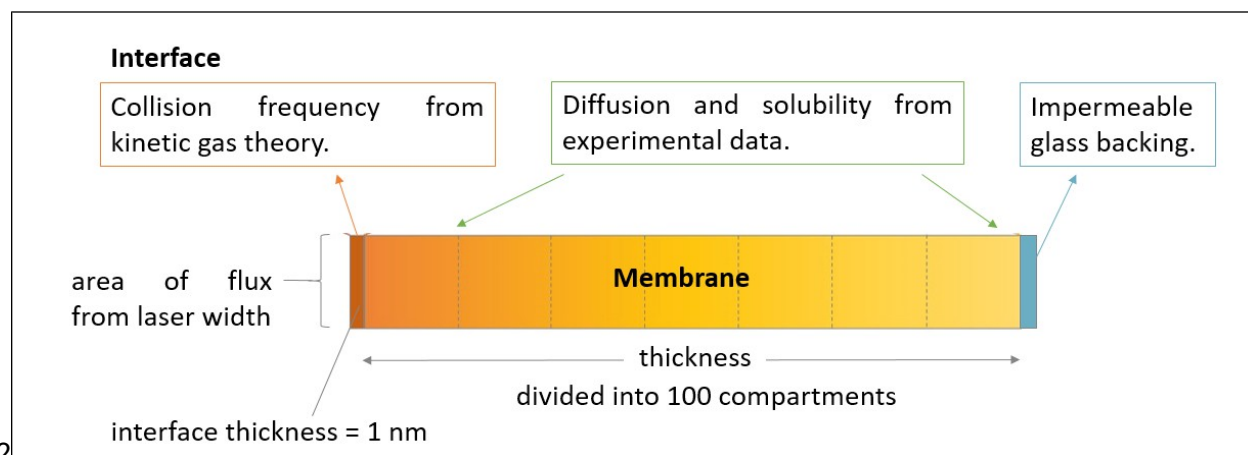 Interface
Collision frequency from
kinetic gas theory.
Diffusion and solubility from
experimental data.
Impermeable
glass backing.
area of flux
from laser width
Membrane
thickness
divided into 100 compartments
interface thickness = 1 nm
2